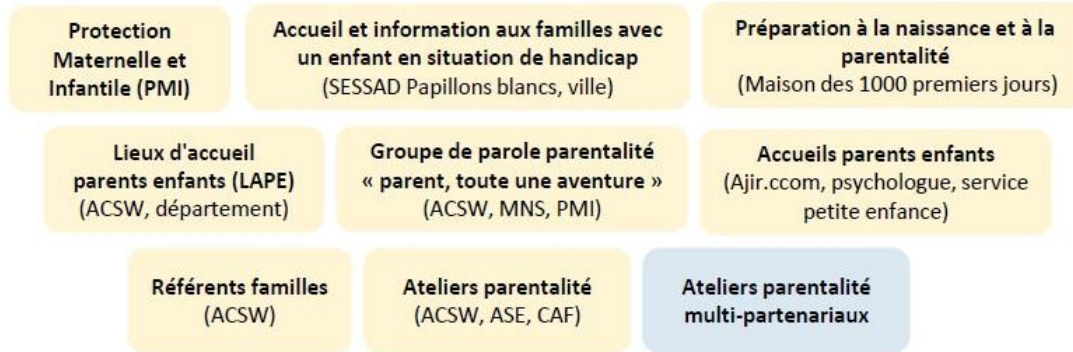 Protection
Maternelle et
Infantile (PMI)
Accueil et information aux familles avec
un enfant en situation de handicap
(SESSAD Papillons blancs, ville)
Préparation à la naissance et à la
parentalité
(Maison des 1000 premiers jours)
Lieux d'accueil
parents enfants (LAPE)
(ACSW, département)
Groupe de parole parentalité
« parent, toute une aventure »
(ACSW, MNS, PMI)
Accueils parents enfants
(Ajir.ccom, psychologue, service
petite enfance)
Référents familles
(ACSW)
Ateliers parentalité
(ACSW, ASE, CAF)
Ateliers parentalité
multi-partenariaux